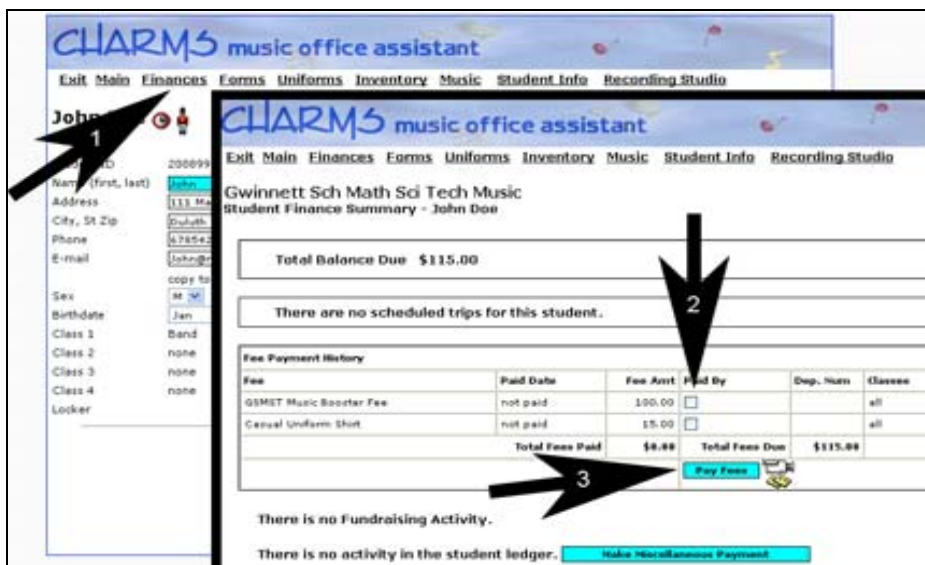 CHARMS music office assistant
Exit Main Finances Forms Uniforms Inventory Music Student Info Recording Studio
John
1
ID 200899
Name (first, last) John
Address 111 Ma
City, St Zip Duluth
Phone
E-mail
copy to
Sex M
Birthdate Jan
Class 1 Band
Class 2 none
Class 3 none
Class 4 none
Locker
CHARMS music office assistant
Exit Main Finances Forms Uniforms Inventory Music Student Info Recording Studio
Gwinnett Sch Math Sci Tech Music
Student Finance Summary - John Doe
Total Balance Due $115.00
2
There are no scheduled trips for this student.
Fee Payment History
Fee Paid Date Fee Amt Paid By Dep. Num Classes
GSMST Music Booster Fee not paid 100.00 all
Casual Uniform Shirt not paid 15.00 all
Total Fees Paid $0.00 Total Fees Due $115.00
3
Pay Fees
There is no Fundraising Activity.
There is no activity in the student ledger. Make Miscellaneous Payment